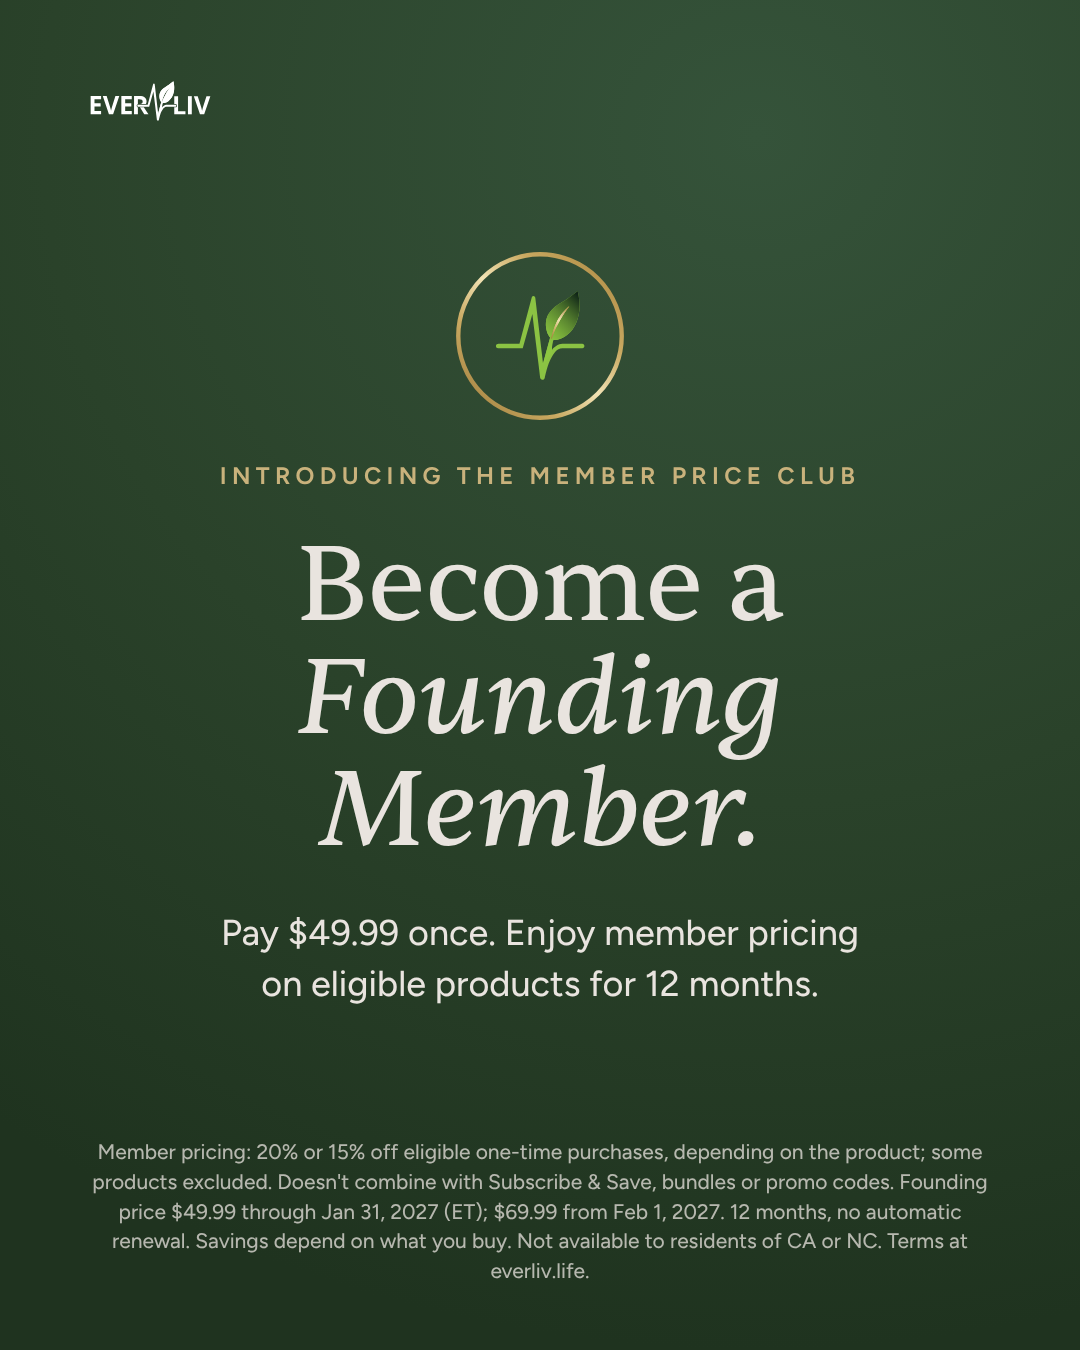 EVERLIV
INTRODUCING THE MEMBER PRICE CLUB
Become a
Founding
Member.
Pay $49.99 once. Enjoy member pricing
on eligible products for 12 months.
Member pricing: 20% or 15% off eligible one-time purchases, depending on the product; some
products excluded. Doesn't combine with Subscribe & Save, bundles or promo codes. Founding
price $49.99 through Jan 31, 2027 (ET); $69.99 from Feb 1, 2027. 12 months, no automatic
renewal. Savings depend on what you buy. Not available to residents of CA or NC. Terms at
everliv.life.